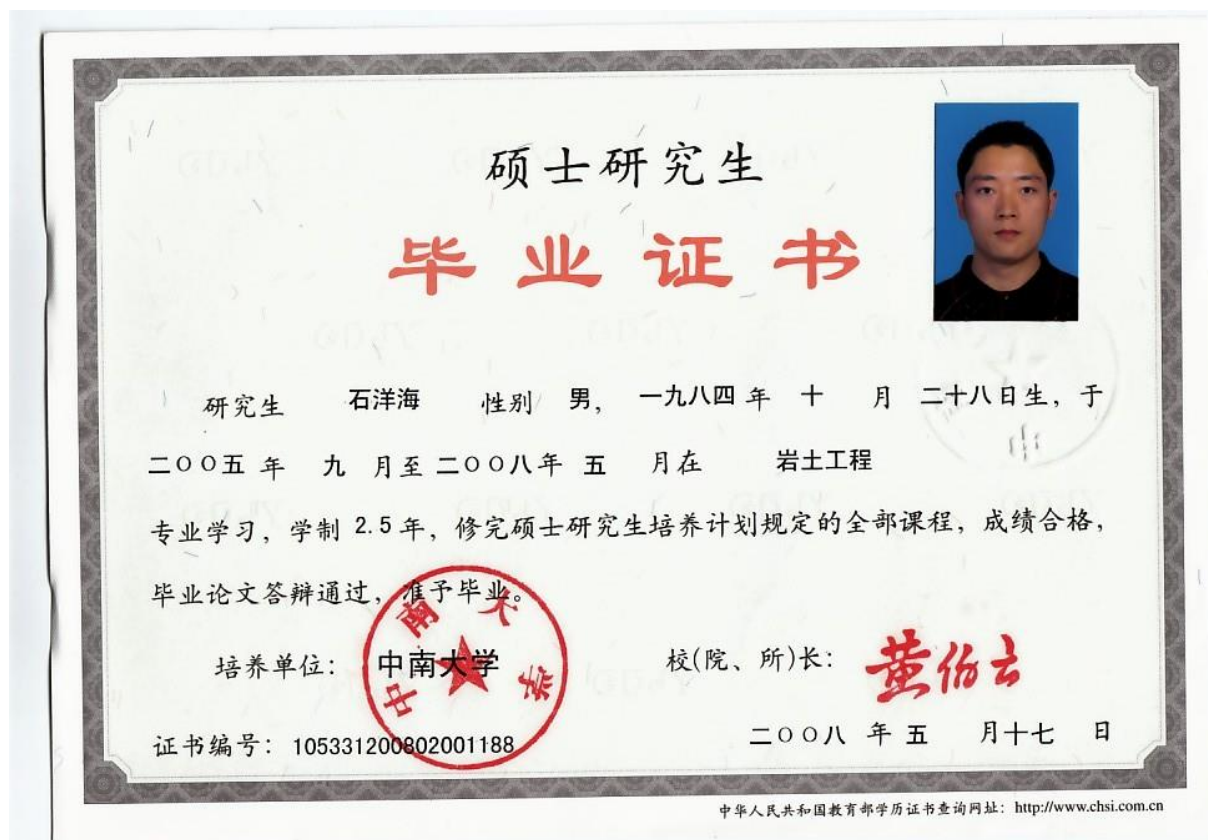 硕士研究生
毕业证书
研究生 石洋海 性别 男, 一九八四 年 十 月 二十八日生, 于
二〇〇五 年 九 月至 二〇〇八年 五 月在 岩土工程
专业学习, 学制 2.5 年, 修完硕士研究生培养计划规定的全部课程, 成绩合格,
毕业论文答辩通过, 准予毕业。
培养单位: 中南大学 校(院、所)长: 黄伯云
中南大学
证书编号: 105331200802001188 二〇〇八 年 五 月十七 日
中华人民共和国教育部学历证书查询网址: http://www.chsi.com.cn